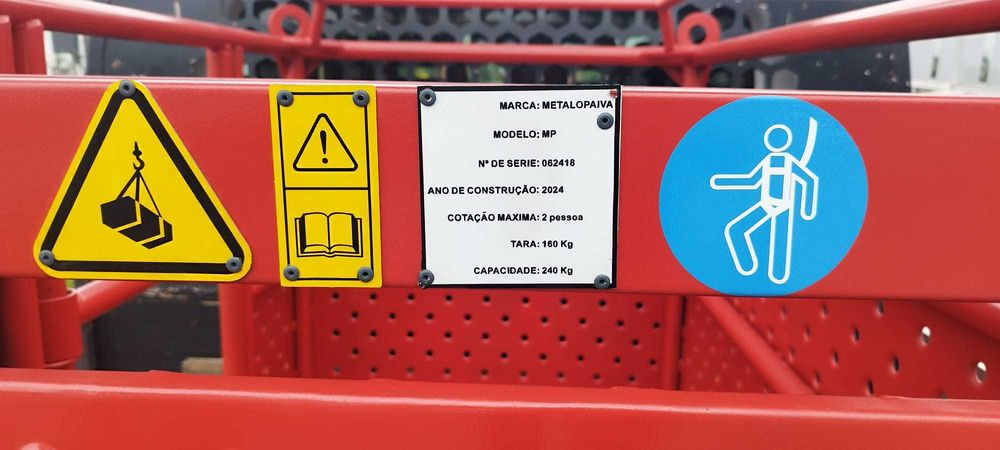 MARCA: METALOPAIVA
MODELO: MP
Nº DE SERIE: 062418
ANO DE CONSTRUÇÃO: 2024
COTAÇÃO MAXIMA: 2 pessoa
TARA: 160 Kg
CAPACIDADE: 240 Kg